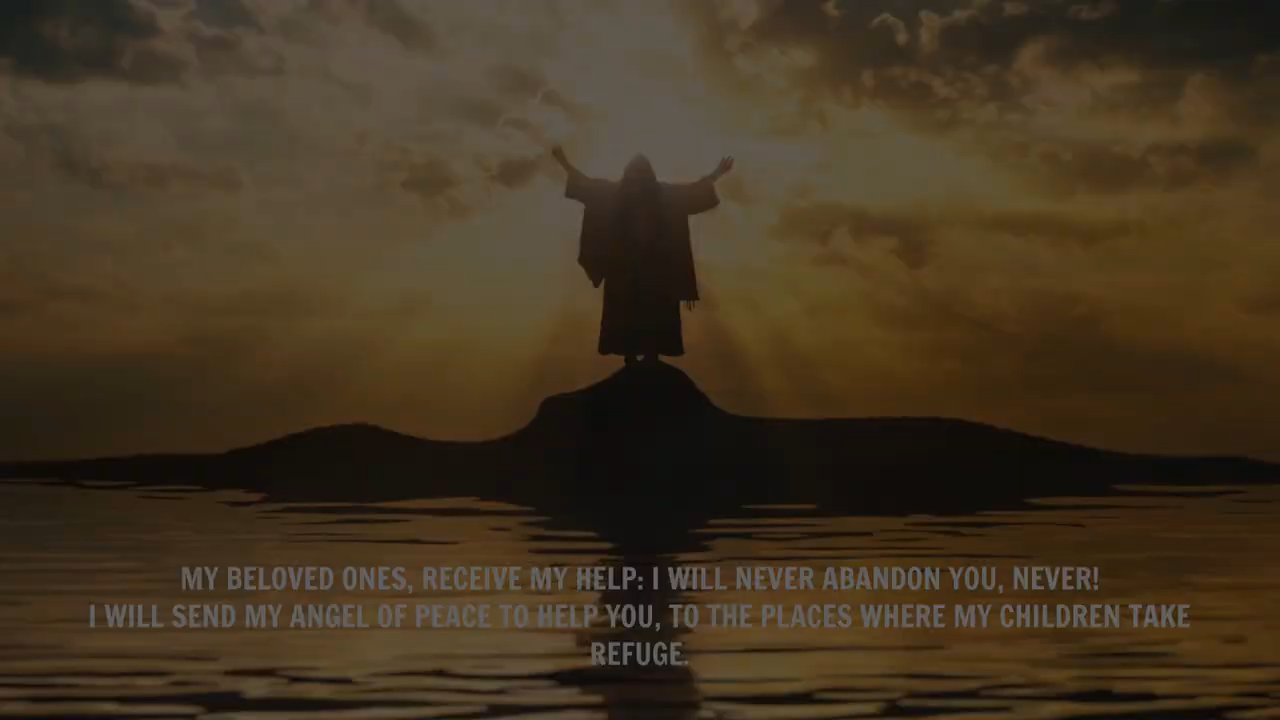 MY BELOVED ONES, RECEIVE MY HELP: I WILL NEVER ABANDON YOU, NEVER!
I WILL SEND MY ANGEL OF PEACE TO HELP YOU, TO THE PLACES WHERE MY CHILDREN TAKE
REFUGE.